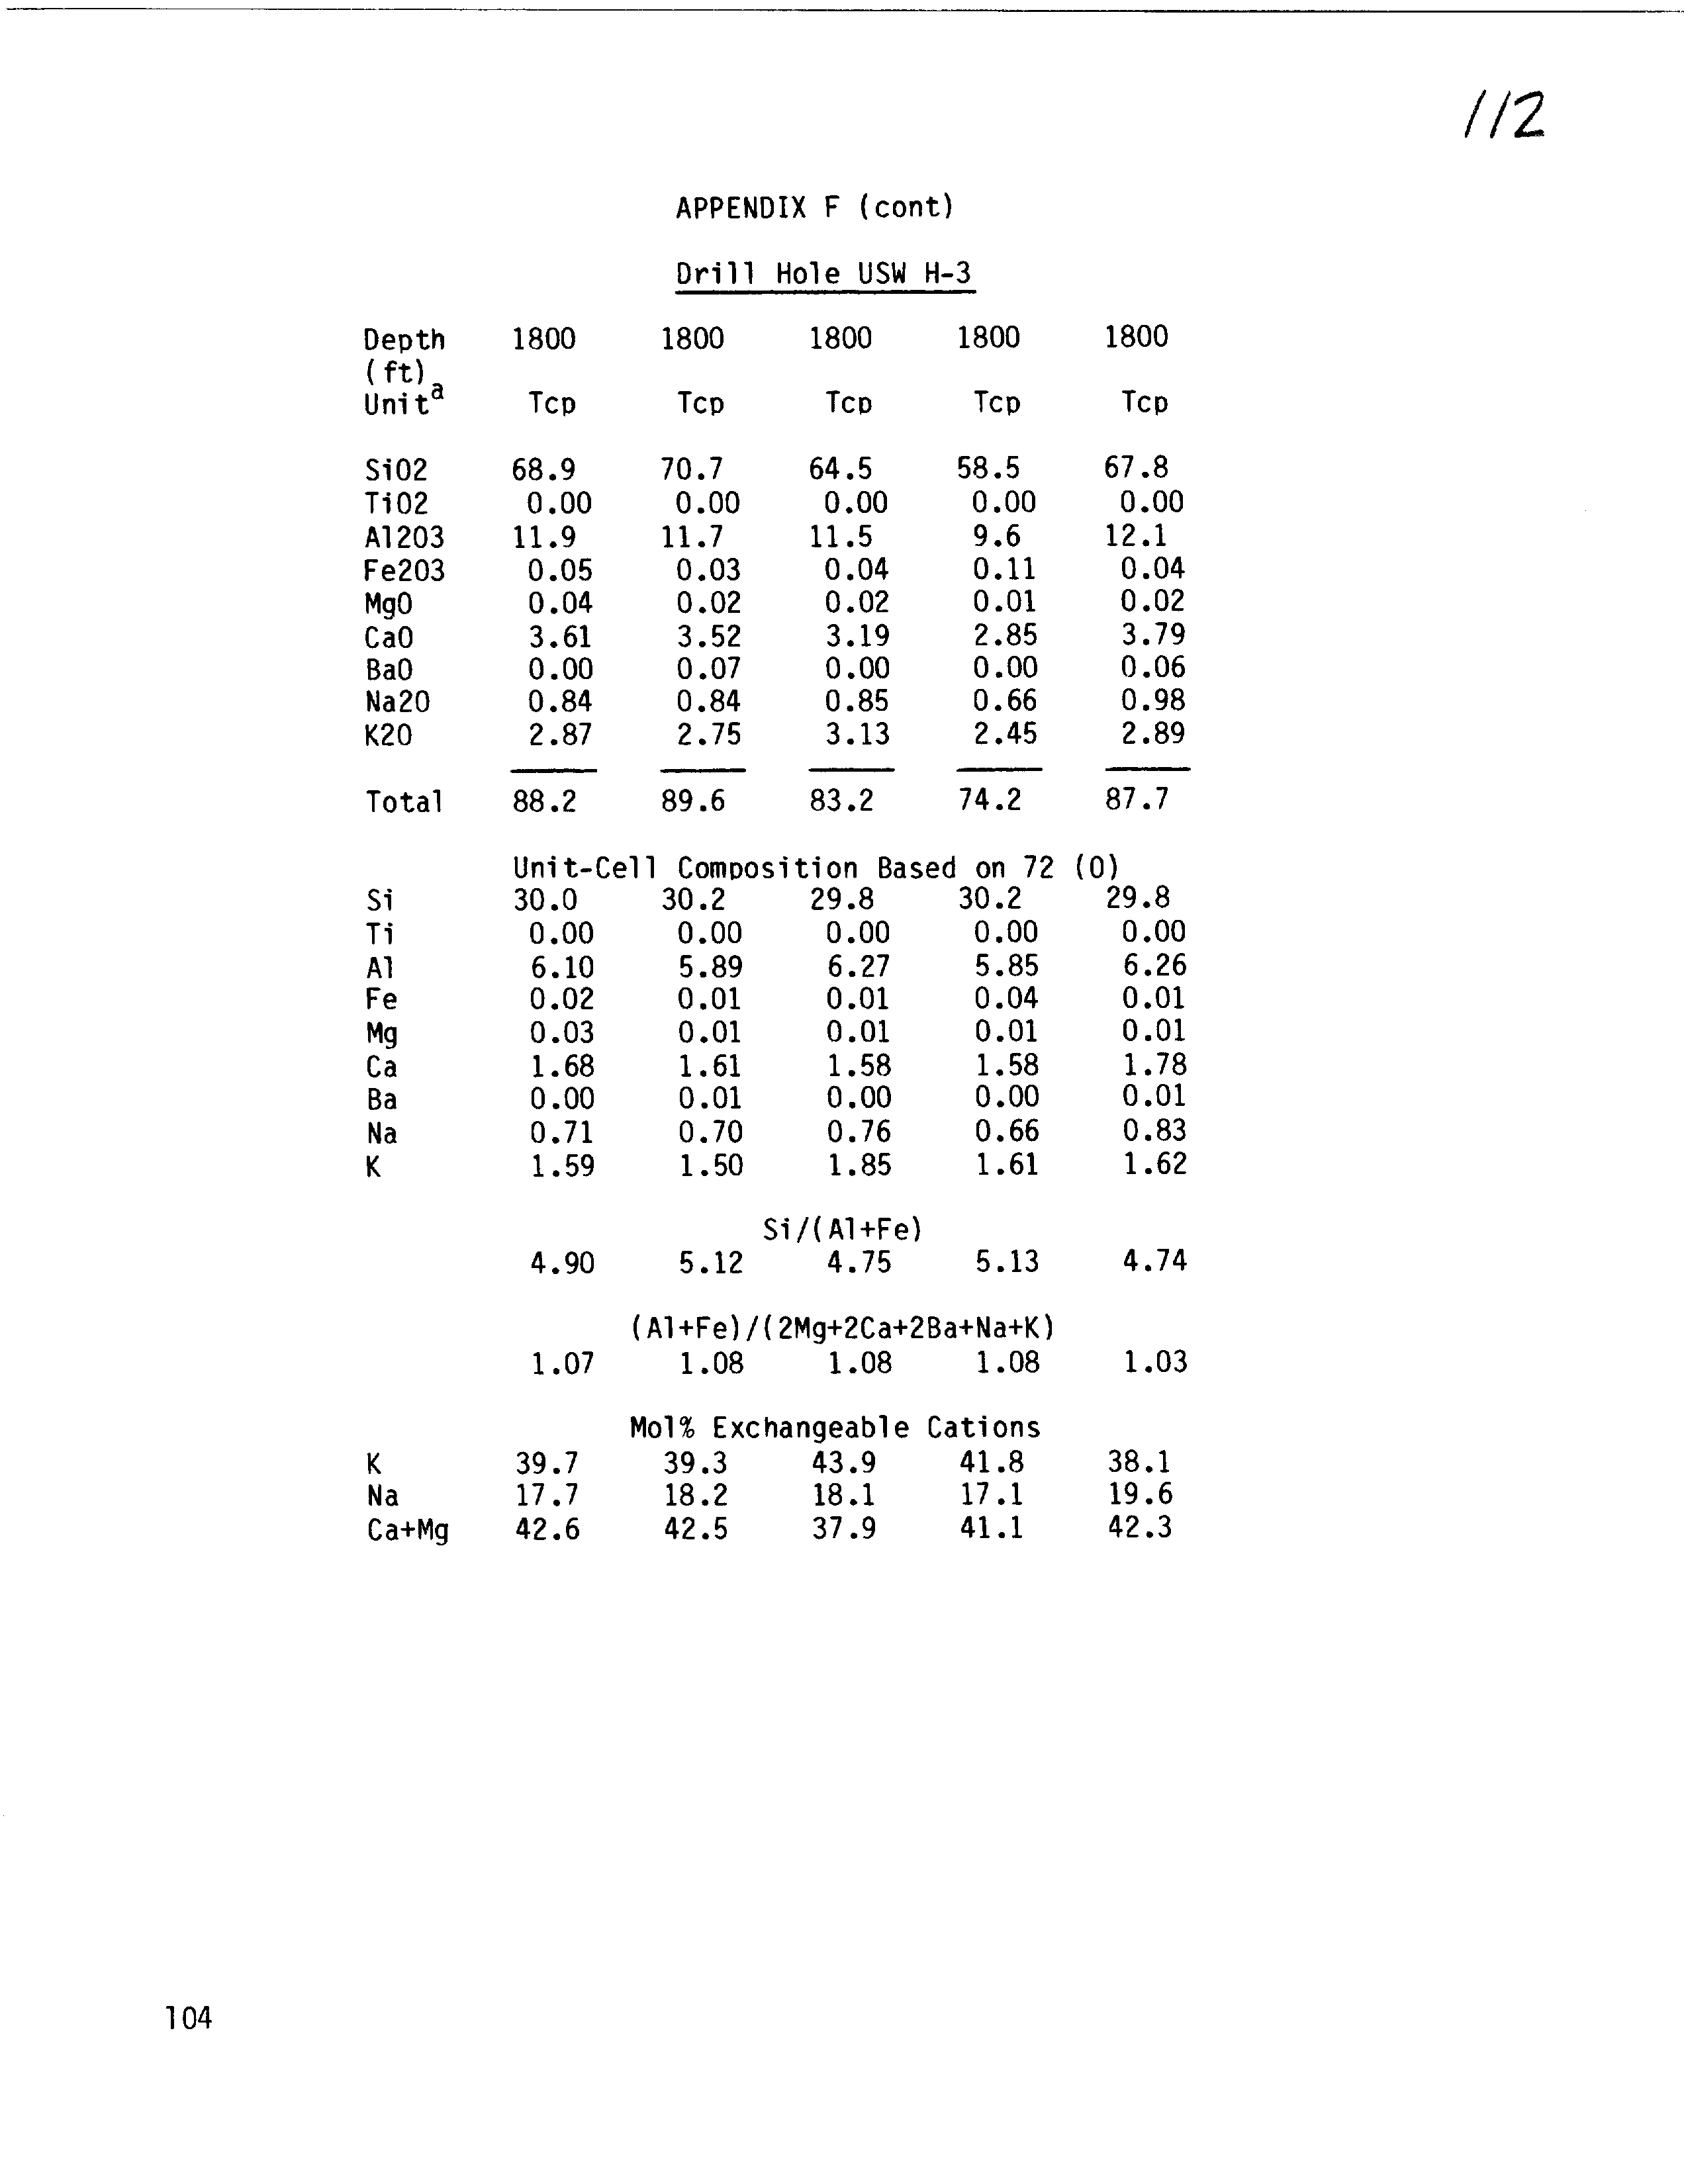 112
APPENDIX F (cont)
Drill Hole USW H-3
Depth 1800 1800 1800 1800 1800
(ft)
Unit^a Tcp Tcp Tcp Tcp Tcp
SiO2 68.9 70.7 64.5 58.5 67.8
TiO2 0.00 0.00 0.00 0.00 0.00
Al2O3 11.9 11.7 11.5 9.6 12.1
Fe2O3 0.05 0.03 0.04 0.11 0.04
MgO 0.04 0.02 0.02 0.01 0.02
CaO 3.61 3.52 3.19 2.85 3.79
BaO 0.00 0.07 0.00 0.00 0.06
Na2O 0.84 0.84 0.85 0.66 0.98
K2O 2.87 2.75 3.13 2.45 2.89
Total 88.2 89.6 83.2 74.2 87.7
Unit-Cell Composition Based on 72 (O)
Si 30.0 30.2 29.8 30.2 29.8
Ti 0.00 0.00 0.00 0.00 0.00
Al 6.10 5.89 6.27 5.85 6.26
Fe 0.02 0.01 0.01 0.04 0.01
Mg 0.03 0.01 0.01 0.01 0.01
Ca 1.68 1.61 1.58 1.58 1.78
Ba 0.00 0.01 0.00 0.00 0.01
Na 0.71 0.70 0.76 0.66 0.83
K 1.59 1.50 1.85 1.61 1.62
Si/(Al+Fe)
4.90 5.12 4.75 5.13 4.74
(Al+Fe)/(2Mg+2Ca+2Ba+Na+K)
1.07 1.08 1.08 1.08 1.03
Mol% Exchangeable Cations
K 39.7 39.3 43.9 41.8 38.1
Na 17.7 18.2 18.1 17.1 19.6
Ca+Mg 42.6 42.5 37.9 41.1 42.3
104